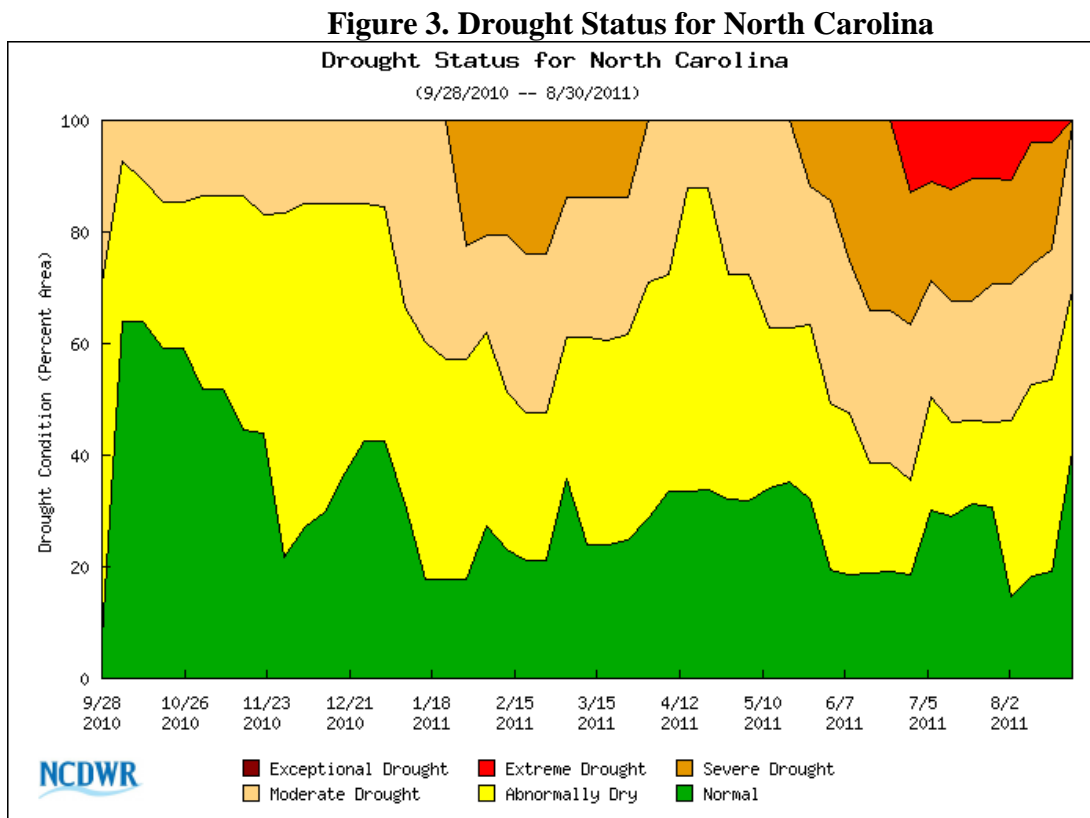 Figure 3. Drought Status for North Carolina
Drought Status for North Carolina
(9/28/2010 -- 8/30/2011)
Drought Condition (Percent Area)
100
80
60
40
20
0
9/28 10/26 11/23 12/21 1/18 2/15 3/15 4/12 5/10 6/7 7/5 8/2
2010 2010 2010 2010 2011 2011 2011 2011 2011 2011 2011 2011
NCDWR
Exceptional Drought Extreme Drought Severe Drought
Moderate Drought Abnormally Dry Normal